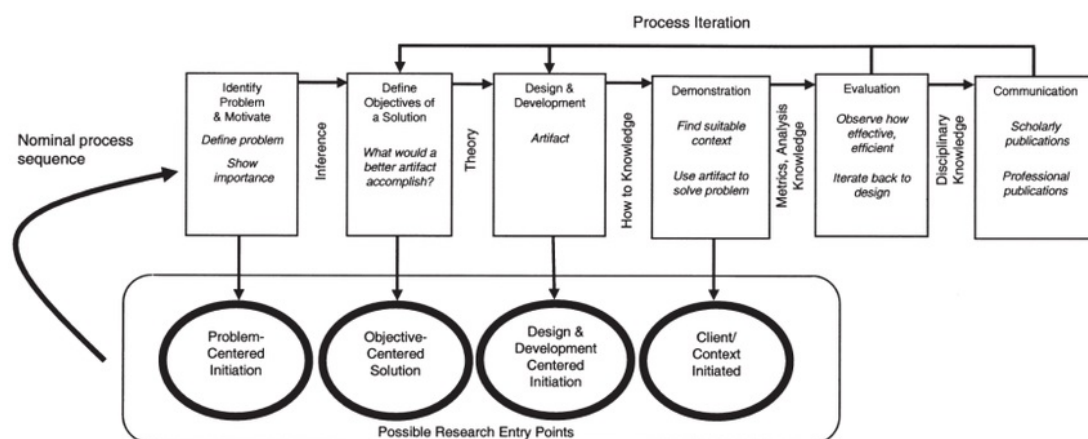 Process Iteration
Nominal process
sequence
Identify
Problem
& Motivate
Define problem
Show
importance
Inference
Define
Objectives of
a Solution
What would a
better artifact
accomplish?
Theory
Design &
Development
Artifact
How to Knowledge
Demonstration
Find suitable
context
Use artifact to
solve problem
Metrics, Analysis
Knowledge
Evaluation
Observe how
effective,
efficient
Iterate back to
design
Disciplinary
Knowledge
Communication
Scholarly
publications
Professional
publications
Problem-
Centered
Initiation
Objective-
Centered
Solution
Design &
Development
Centered
Initiation
Client/
Context
Initiated
Possible Research Entry Points